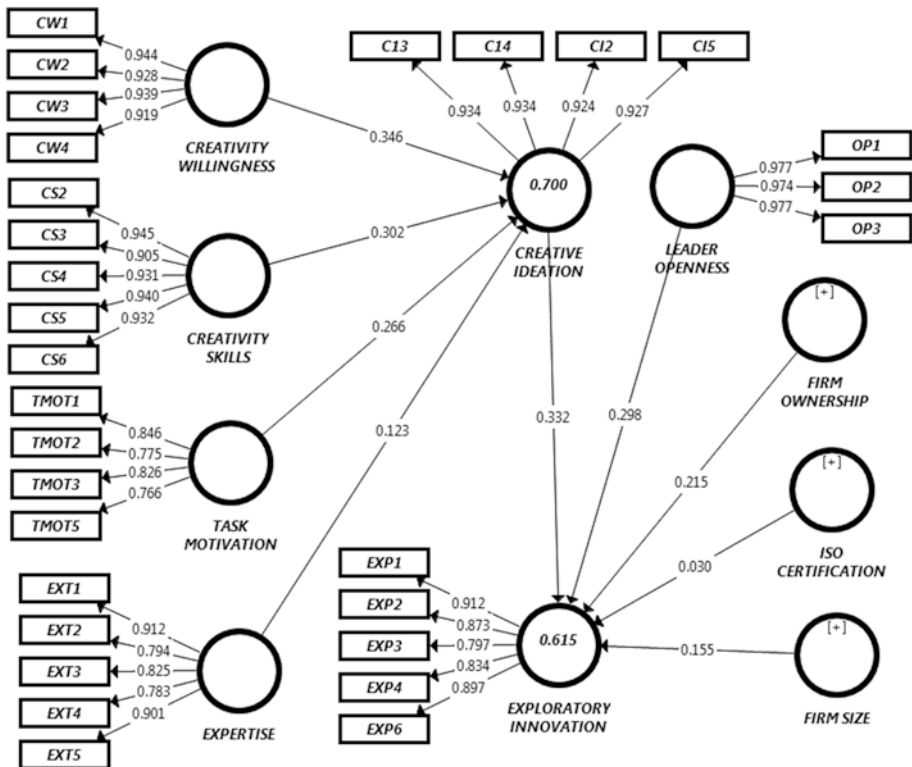 CW1
CW2
CW3
CW4
0.944
0.928
0.939
0.919
CREATIVITY
WILLINGNESS
0.346
C13
C14
CI2
CI5
0.934
0.934
0.924
0.927
0.700
CREATIVE
IDEATION
LEADER
OPENNESS
0.977
0.974
0.977
OP1
OP2
OP3
CS2
CS3
CS4
CS5
CS6
0.945
0.905
0.931
0.940
0.932
CREATIVITY
SKILLS
0.302
[+]
FIRM
OWNERSHIP
TMOT1
TMOT2
TMOT3
TMOT5
0.846
0.775
0.826
0.766
TASK
MOTIVATION
0.266
0.123
0.332
0.298
0.215
[+]
ISO
CERTIFICATION
0.030
EXT1
EXT2
EXT3
EXT4
EXT5
0.912
0.794
0.825
0.783
0.901
EXPERTISE
EXP1
EXP2
EXP3
EXP4
EXP6
0.912
0.873
0.797
0.834
0.897
0.615
EXPLORATORY
INNOVATION
0.155
[+]
FIRM SIZE